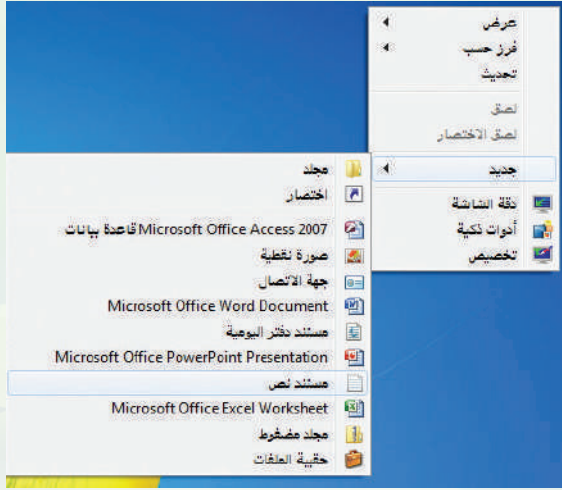 عرض
فرز حسب
تحديث
لصق
لصق الاختصار
جديد
دقة الشاشة
أدوات ذكية
تخصيص
مجلد
اختصار
Microsoft Office Access 2007 قاعدة بيانات
صورة نقطية
جهة الاتصال
Microsoft Office Word Document
مستند دفتر اليومية
Microsoft Office PowerPoint Presentation
مستند نص
Microsoft Office Excel Worksheet
مجلد مضغوط
حقيبة الملفات